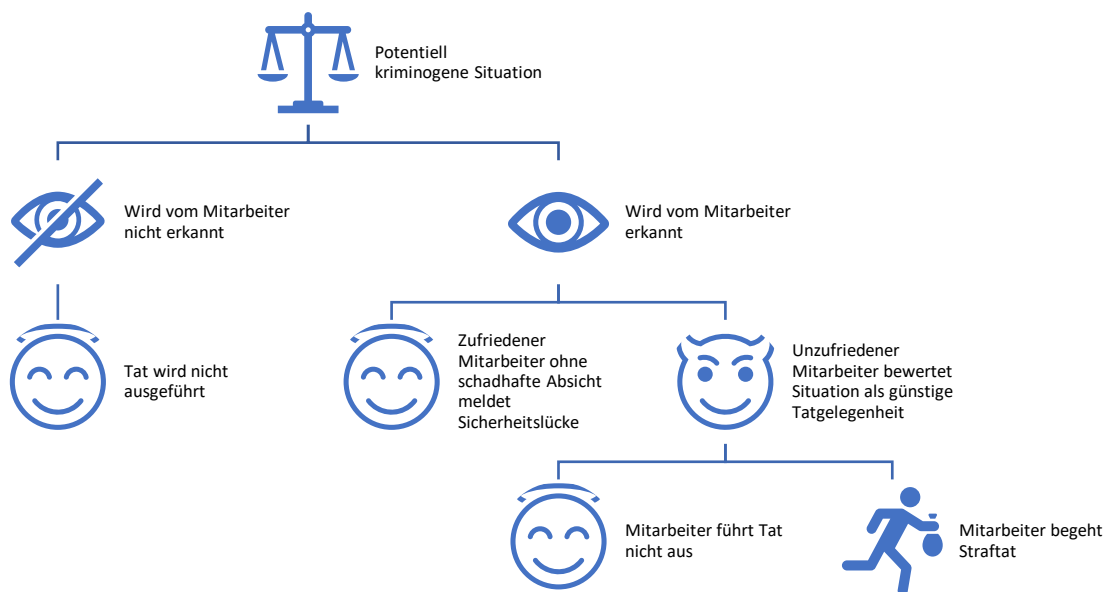 Potentiell
kriminogene Situation
Wird vom Mitarbeiter
nicht erkannt
Wird vom Mitarbeiter
erkannt
Tat wird nicht
ausgeführt
Zufriedener
Mitarbeiter ohne
schadhafte Absicht
meldet
Sicherheitslücke
Unzufriedener
Mitarbeiter bewertet
Situation als günstige
Tatgelegenheit
Mitarbeiter führt Tat
nicht aus
Mitarbeiter begeht
Straftat